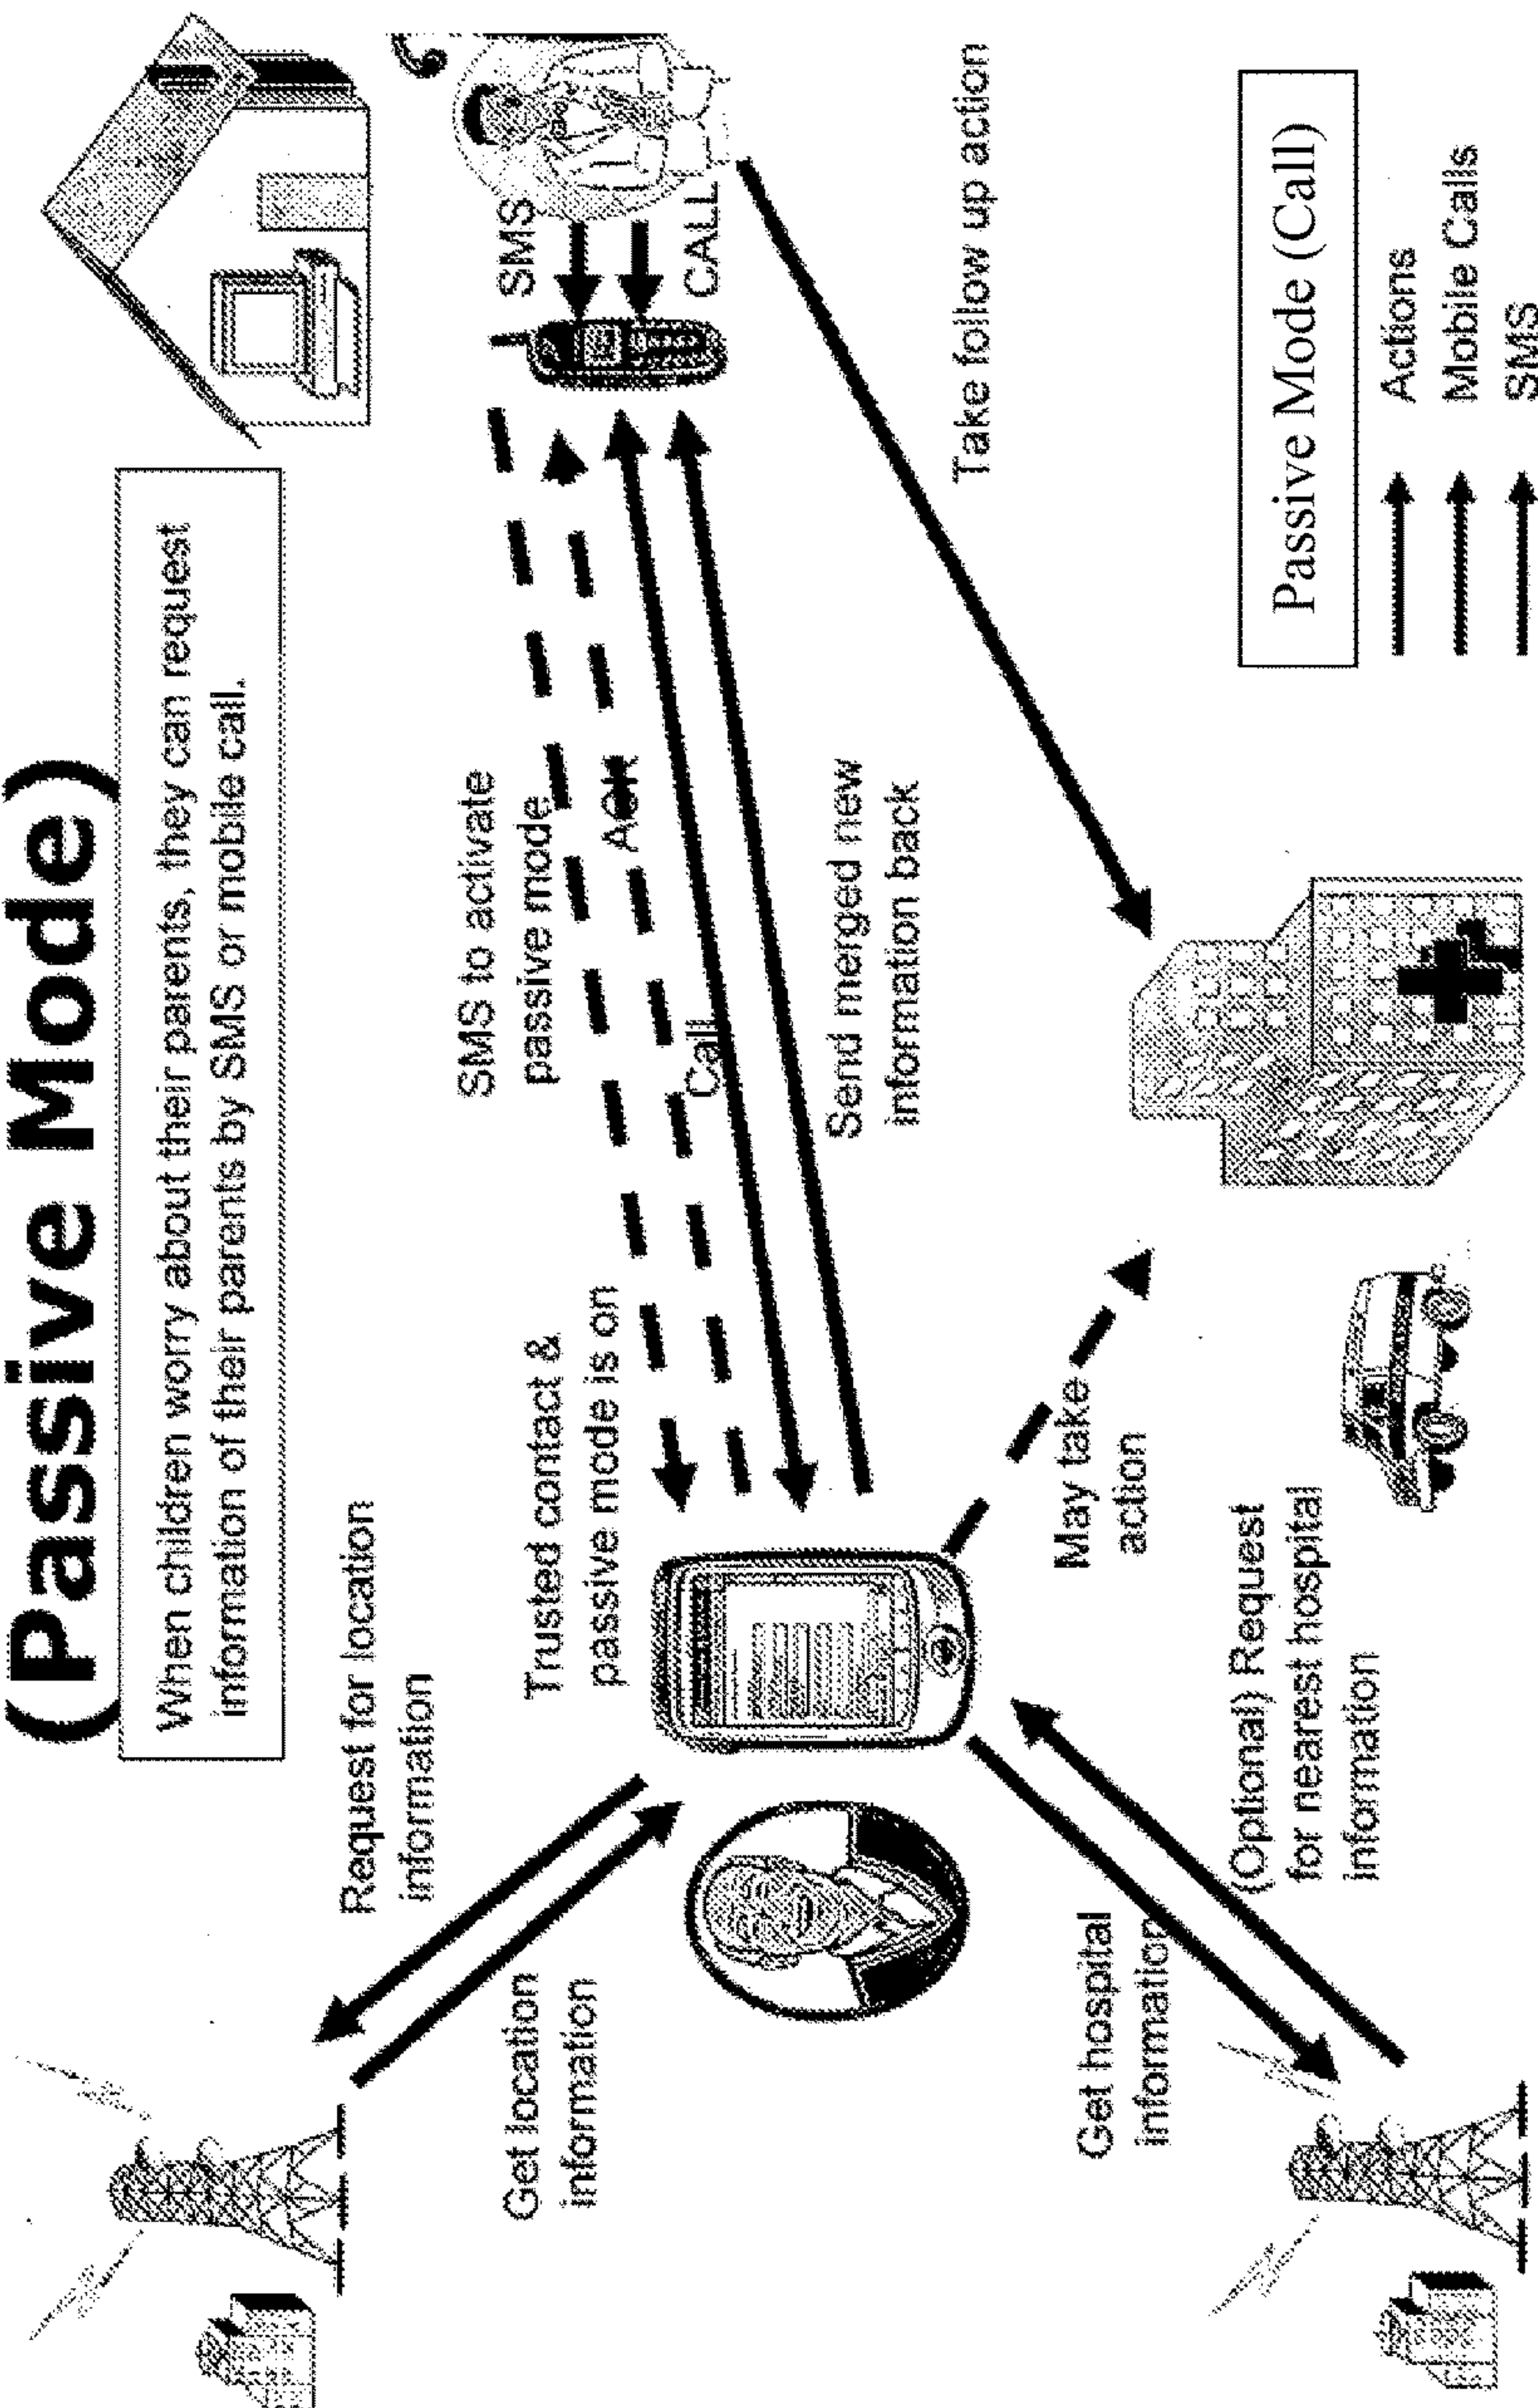 (Passive Mode)
When children worry about their parents, they can request
information of their parents by SMS or mobile call.
Request for location
information
Get location
information
Trusted contact &
passive mode is on
SMS to activate
passive mode
ACK
Call
Send merged new
information back
SMS
CALL
Take follow up action
May take
action
Get hospital
information
(Optional) Request
for nearest hospital
information
Passive Mode (Call)
Actions
Mobile Calls
SMS